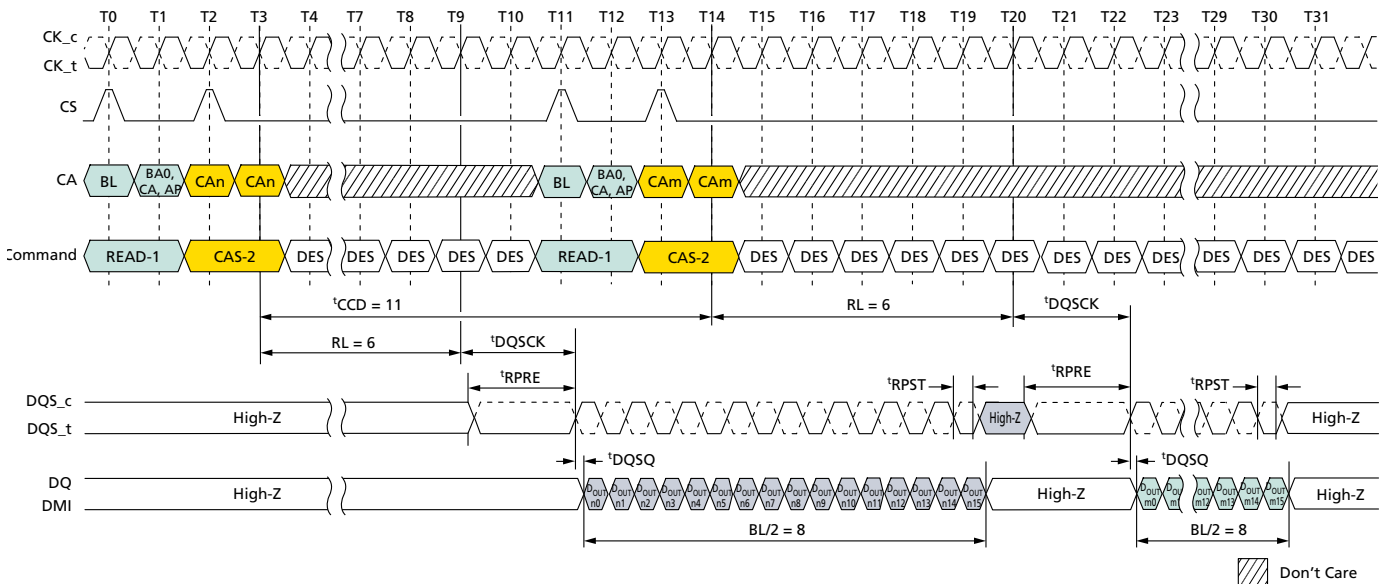 T0 T1 T2 T3 T4 T7 T8 T9 T10 T11 T12 T13 T14 T15 T16 T17 T18 T19 T20 T21 T22 T23 T29 T30 T31
CK_c
CK_t
CS
CA BL BA0, CA, AP CAn CAn BL BA0, CA, AP CAm CAm
Command READ-1 CAS-2 DES DES DES DES DES READ-1 CAS-2 DES DES DES DES DES DES DES DES DES DES DES DES
tCCD = 11 RL = 6 tDQSCK
RL = 6 tDQSCK
tRPRE tRPST tRPRE tRPST
DQS_c
DQS_t
High-Z High-Z High-Z
tDQSQ tDQSQ
DQ
DMI
High-Z DOUT n0 DOUT n1 DOUT n2 DOUT n3 DOUT n4 DOUT n5 DOUT n6 DOUT n7 DOUT n8 DOUT n9 DOUT n10 DOUT n11 DOUT n12 DOUT n13 DOUT n14 DOUT n15 High-Z DOUT m0 DOUT DOUT m12 DOUT m13 DOUT m14 DOUT m15 High-Z
BL/2 = 8 BL/2 = 8
Don't Care